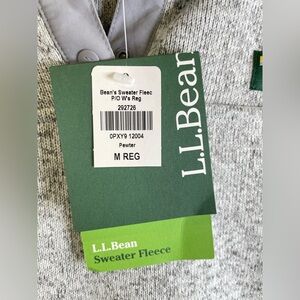 Bean's Sweater Fleec
P/O W's Reg
292726
0PXY9 12004
Pewter
M REG
L.L.Bean
L.L.Bean
Sweater Fleece